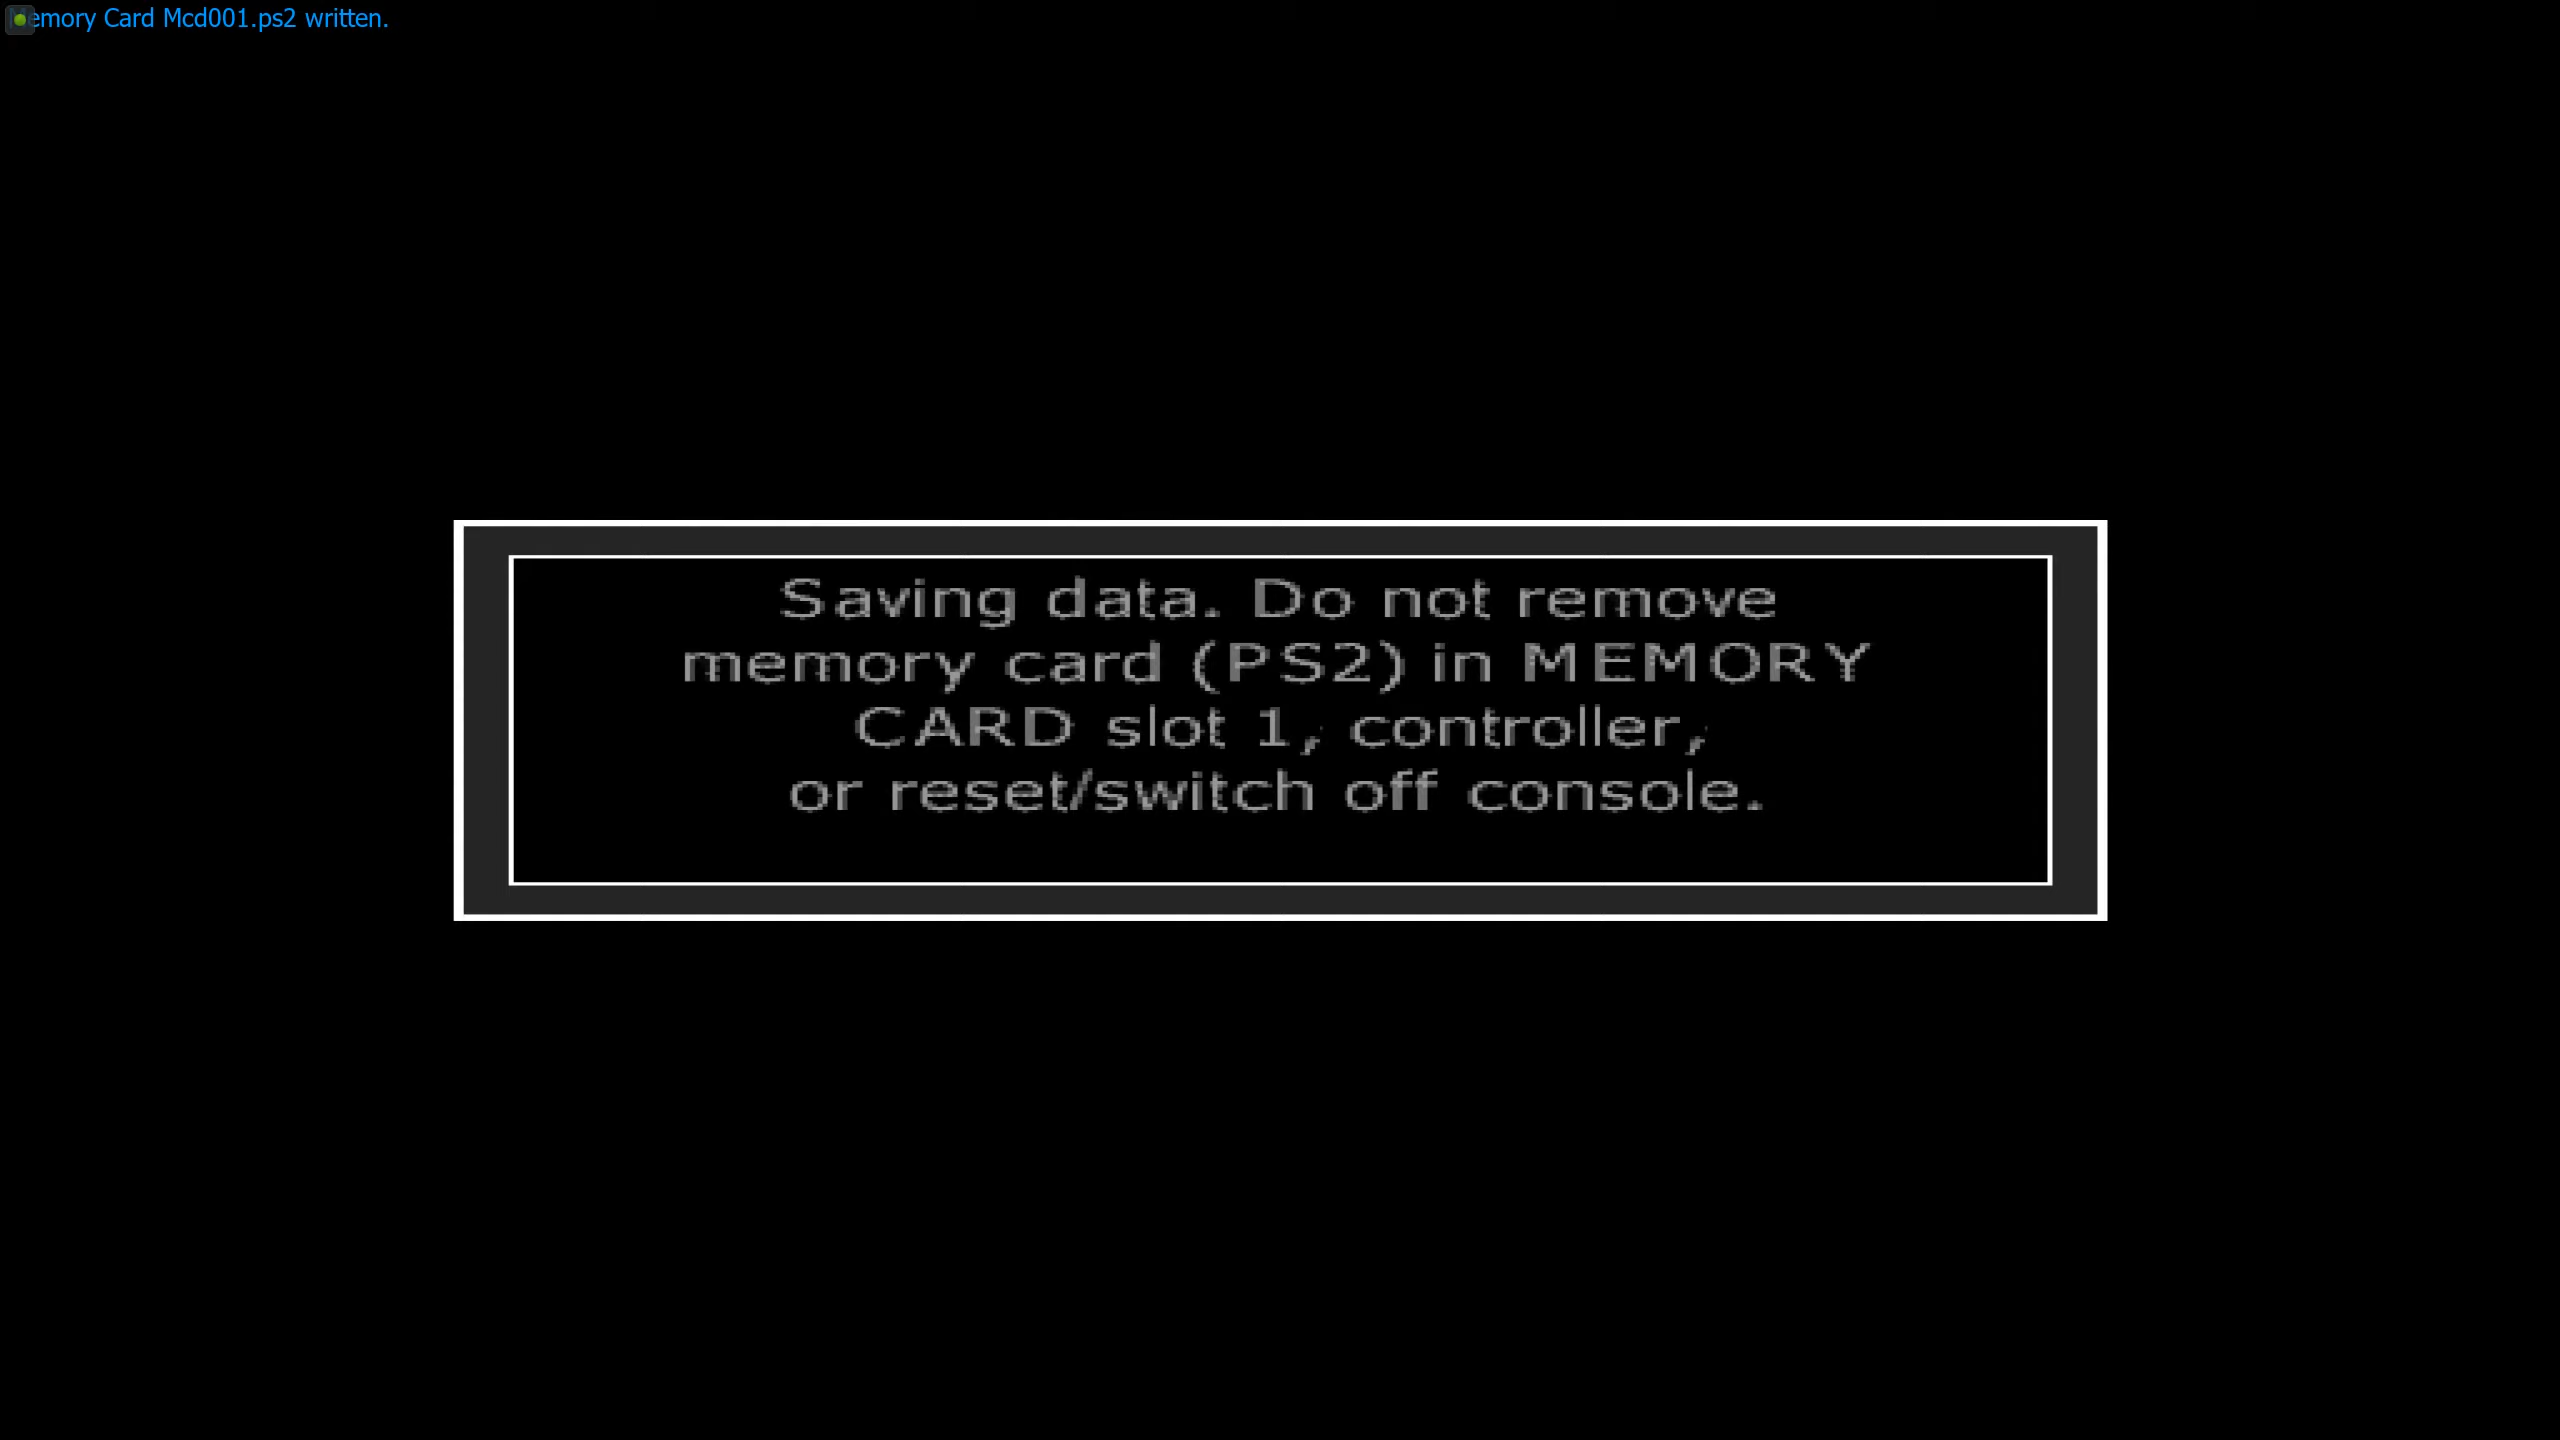 emory Card Mcd001.ps2 written.
Saving data. Do not remove
memory card (PS2) in MEMORY
CARD slot 1, controller,
or reset/switch off console.